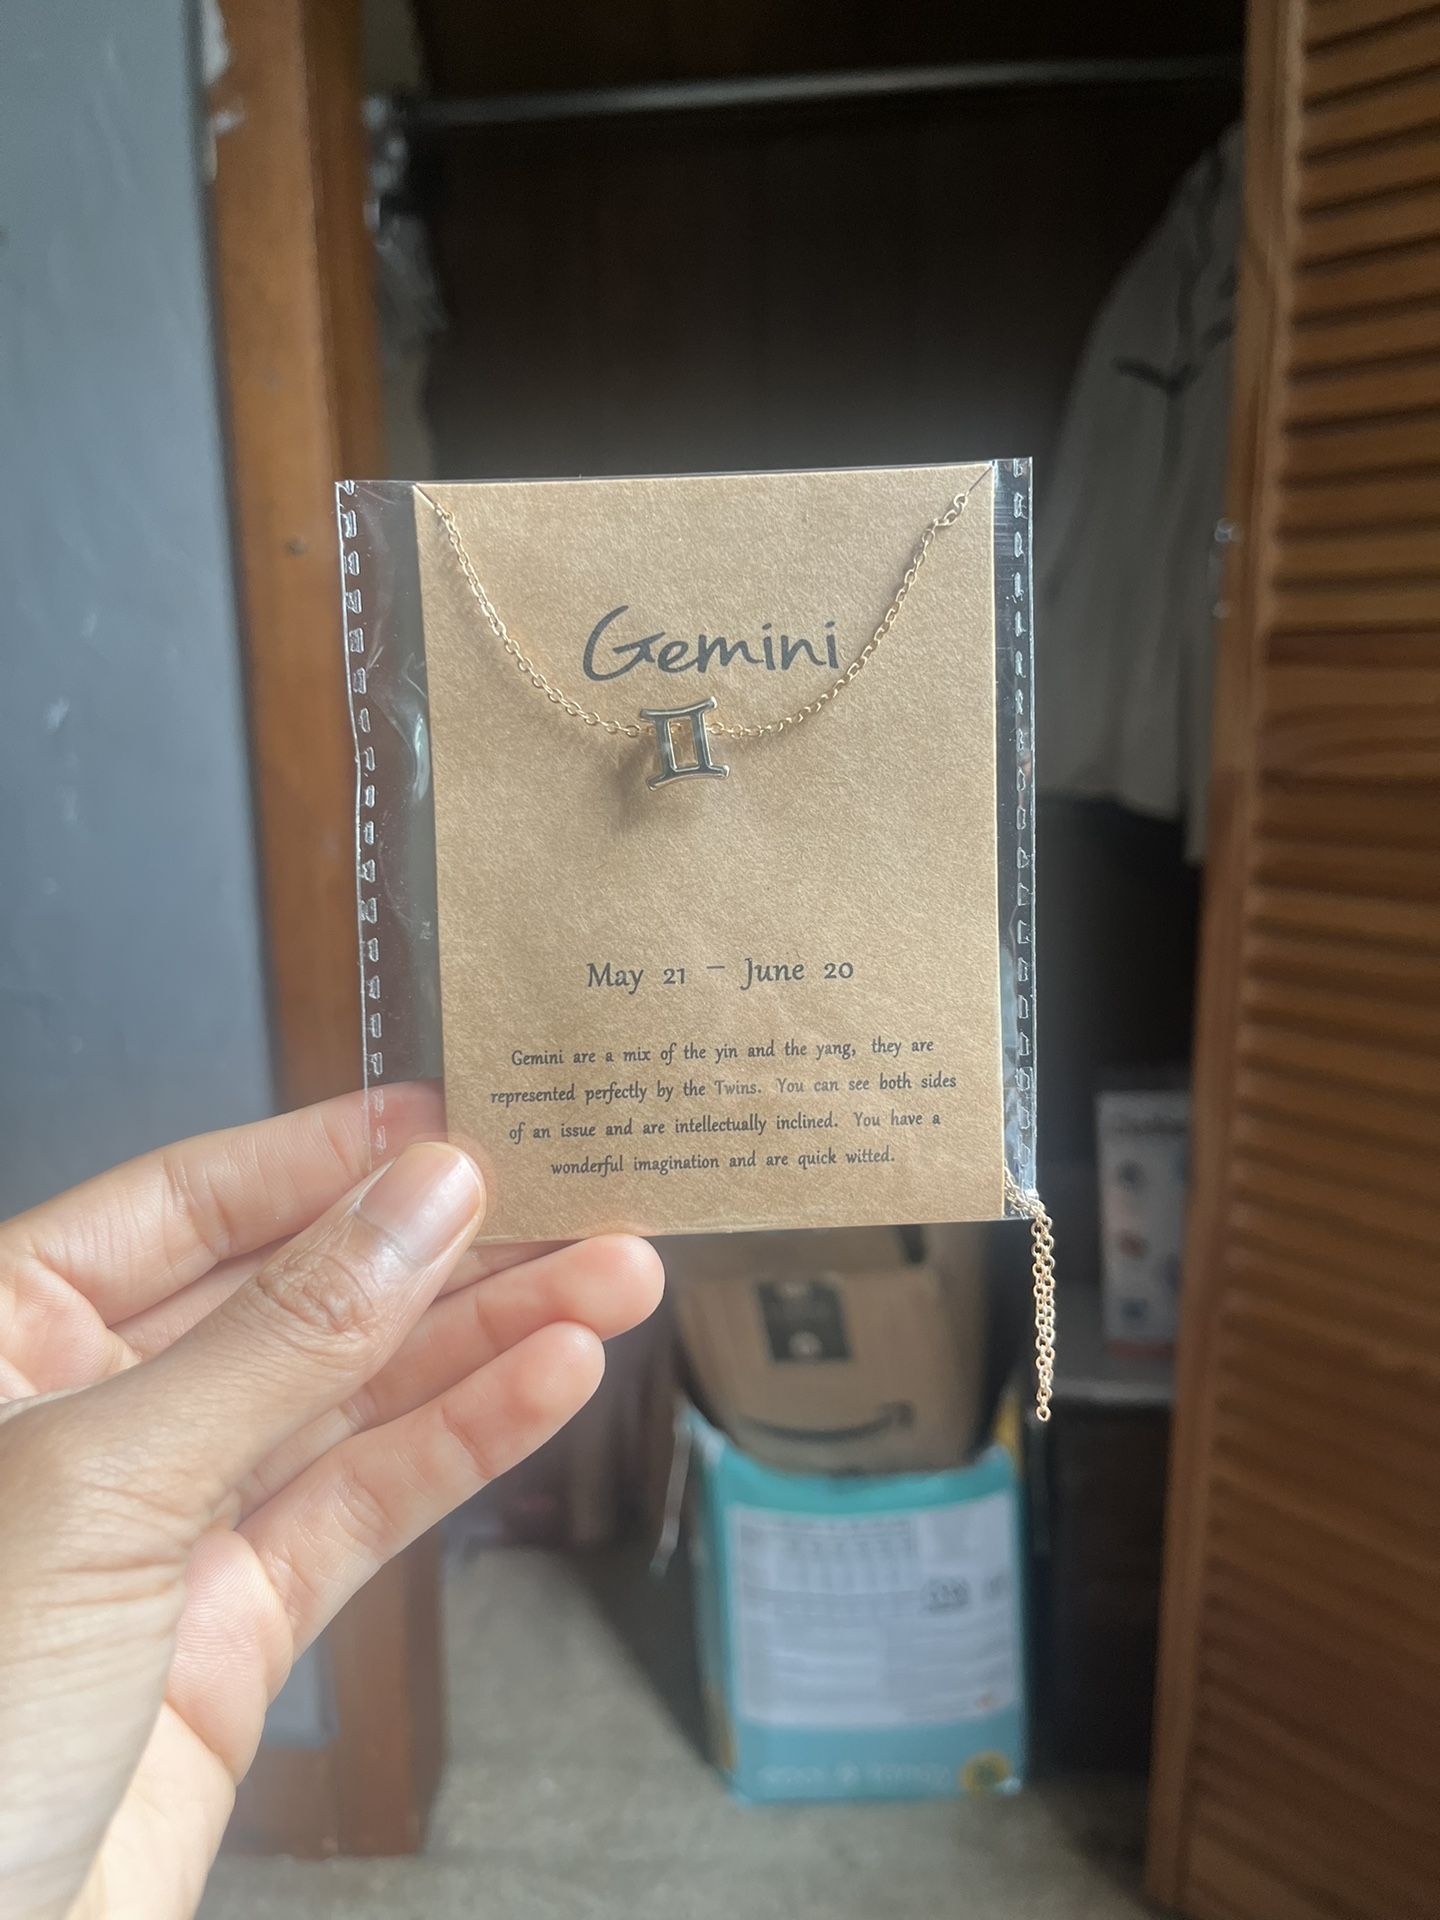 Gemini
May 21 – June 20
Gemini are a mix of the yin and the yang, they are
represented perfectly by the Twins. You can see both sides
of an issue and are intellectually inclined. You have a
wonderful imagination and are quick witted.